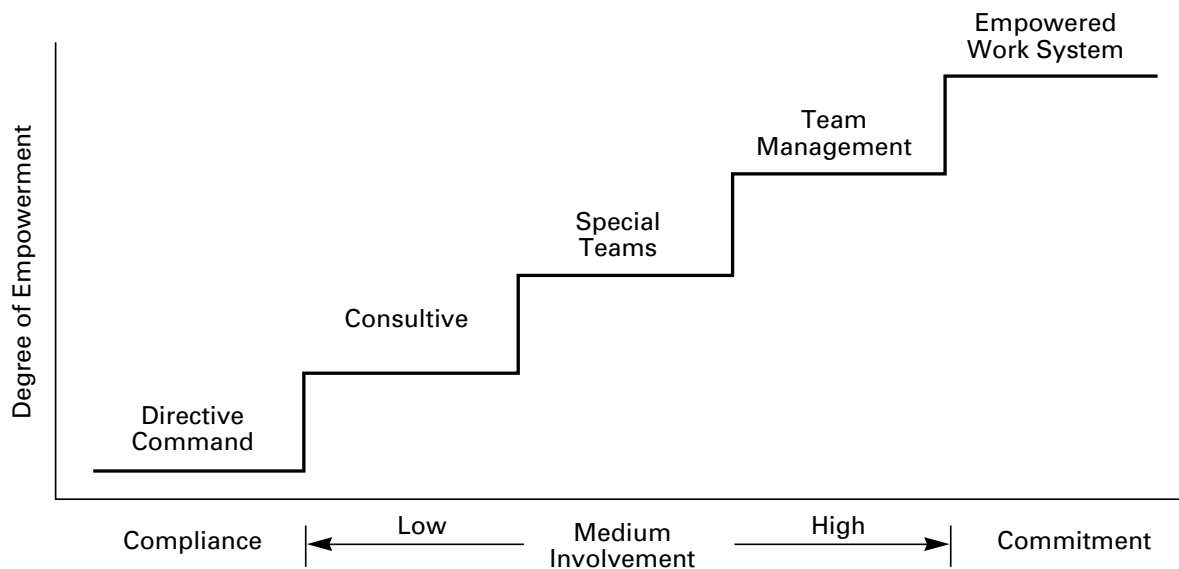 Empowered
Work System
Team
Management
Special
Teams
Consultive
Directive
Command
Degree of Empowerment
Compliance
Low
Medium
Involvement
High
Commitment